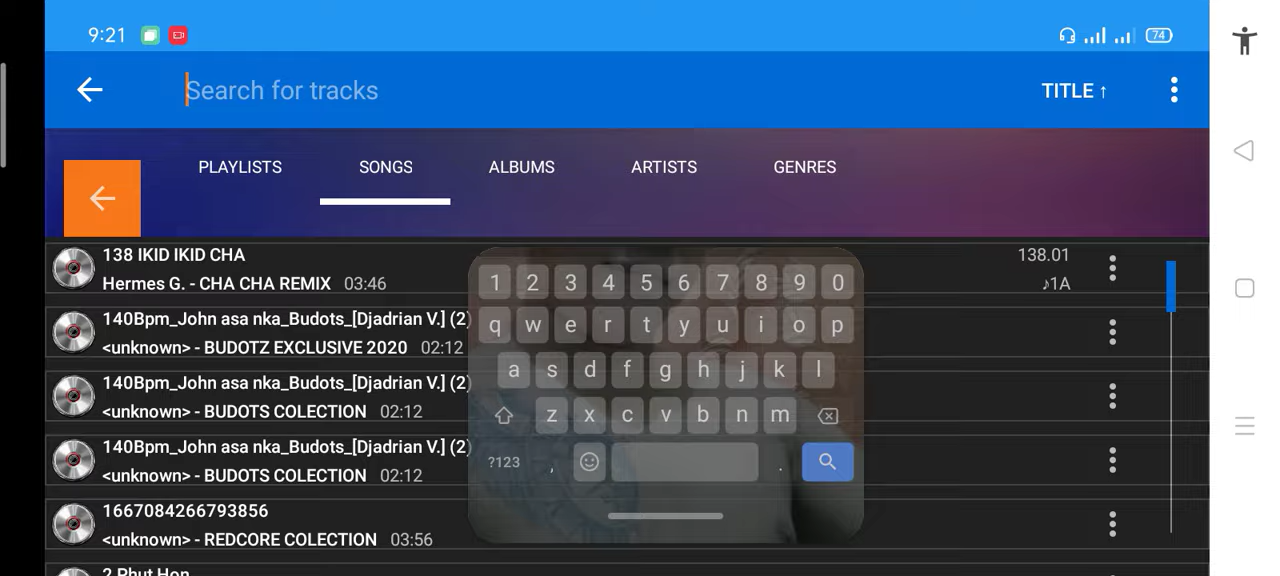 9:21
74
Search for tracks
TITLE ↑
PLAYLISTS SONGS ALBUMS ARTISTS GENRES
138 IKID IKID CHA
138.01
Hermes G. - CHA CHA REMIX 03:46
♪1A
140Bpm_John asa nka_Budots_[Djadrian V.] (2)
<unknown> - BUDOTZ EXCLUSIVE 2020 02:12
140Bpm_John asa nka_Budots_[Djadrian V.] (2)
<unknown> - BUDOTS COLECTION 02:12
140Bpm_John asa nka_Budots_[Djadrian V.] (2)
<unknown> - BUDOTS COLECTION 02:12
1667084266793856
<unknown> - REDCORE COLECTION 03:56
2 Phut Hon
1 2 3 4 5 6 7 8 9 0
q w e r t y u i o p
a s d f g h j k l
z x c v b n m
?123 , .